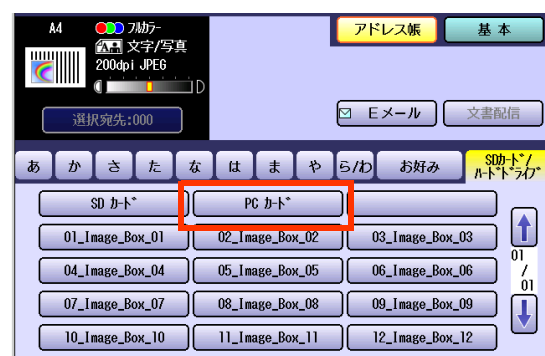 A4 フルカラー アドレス帳 基本
文字/写真
200dpi JPEG
選択宛先:000 Eメール 文書配信
あ か さ た な は ま や ら/わ お好み SDカード/
ハードドライブ
SD カード PC カード
01_Image_Box_01 02_Image_Box_02 03_Image_Box_03
04_Image_Box_04 05_Image_Box_05 06_Image_Box_06
07_Image_Box_07 08_Image_Box_08 09_Image_Box_09
10_Image_Box_10 11_Image_Box_11 12_Image_Box_12
01
/
01